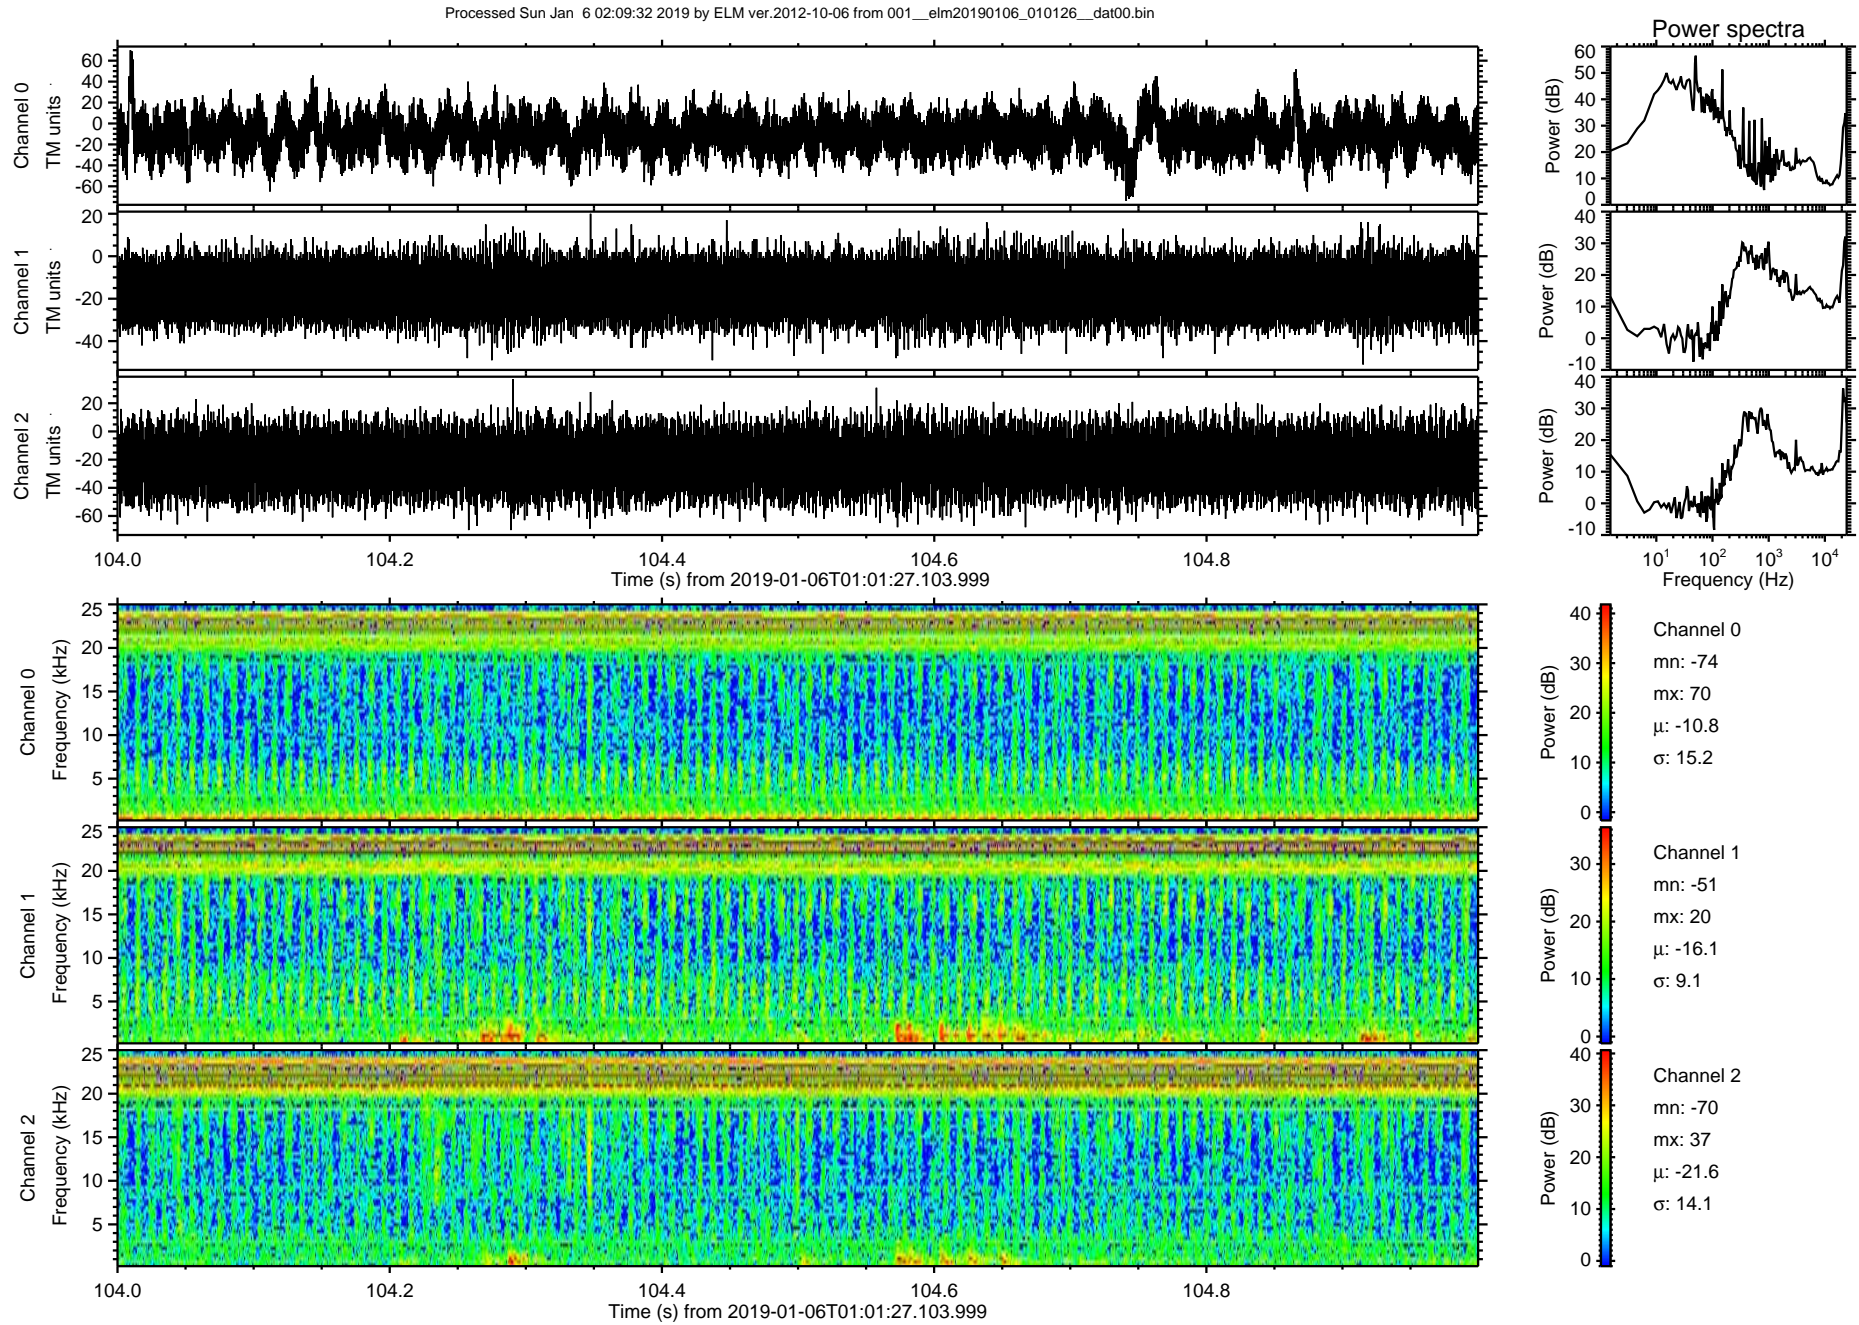 Processed Sun Jan  6 02:09:32 2019 by ELM ver.2012-10-06 from 001__elm20190106_010126__dat00.bin
Power spectra
Channel 0
TM units
60
40
20
0
-20
-40
-60
Power (dB)
60
50
40
30
20
10
0
Channel 1
TM units
20
0
-20
-40
Power (dB)
40
30
20
10
0
-10
Channel 2
TM units
20
0
-20
-40
-60
Power (dB)
40
30
20
10
0
-10
104.0 104.2 104.4 104.6 104.8
Time (s) from 2019-01-06T01:01:27.103.999
10^1 10^2 10^3 10^4
Frequency (Hz)
Channel 0
Frequency (kHz)
25
20
15
10
5
Power (dB)
40
30
20
10
0
Channel 0
mn: -74
mx: 70
μ: -10.8
σ: 15.2
Channel 1
Frequency (kHz)
25
20
15
10
5
Power (dB)
30
20
10
0
Channel 1
mn: -51
mx: 20
μ: -16.1
σ: 9.1
Channel 2
Frequency (kHz)
25
20
15
10
5
Power (dB)
40
30
20
10
0
Channel 2
mn: -70
mx: 37
μ: -21.6
σ: 14.1
104.0 104.2 104.4 104.6 104.8
Time (s) from 2019-01-06T01:01:27.103.999